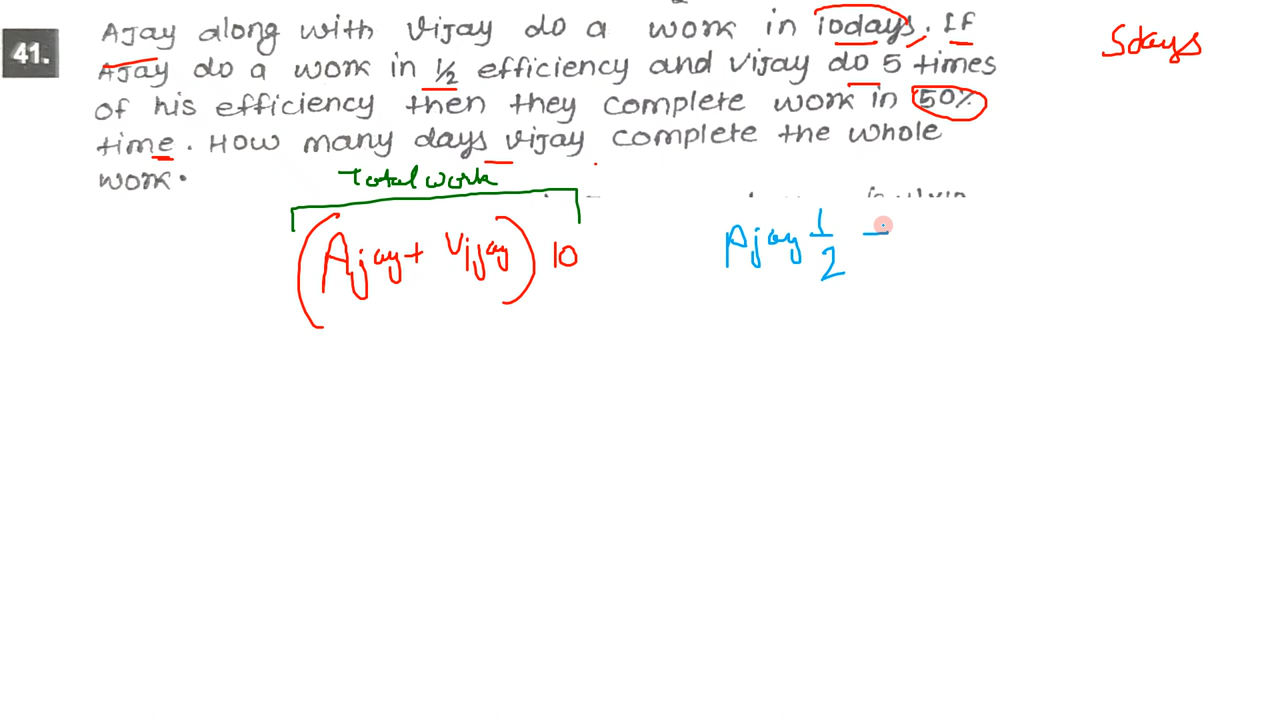 41.
Ajay along with Vijay do a work in 10days. If
Ajay do a work in 1/2 efficiency and Vijay do 5 times
of his efficiency then they complete work in 50%
time. How many days Vijay complete the whole
work.
5days
Total work
(Ajay + Vijay) 10
Ajay 1/2